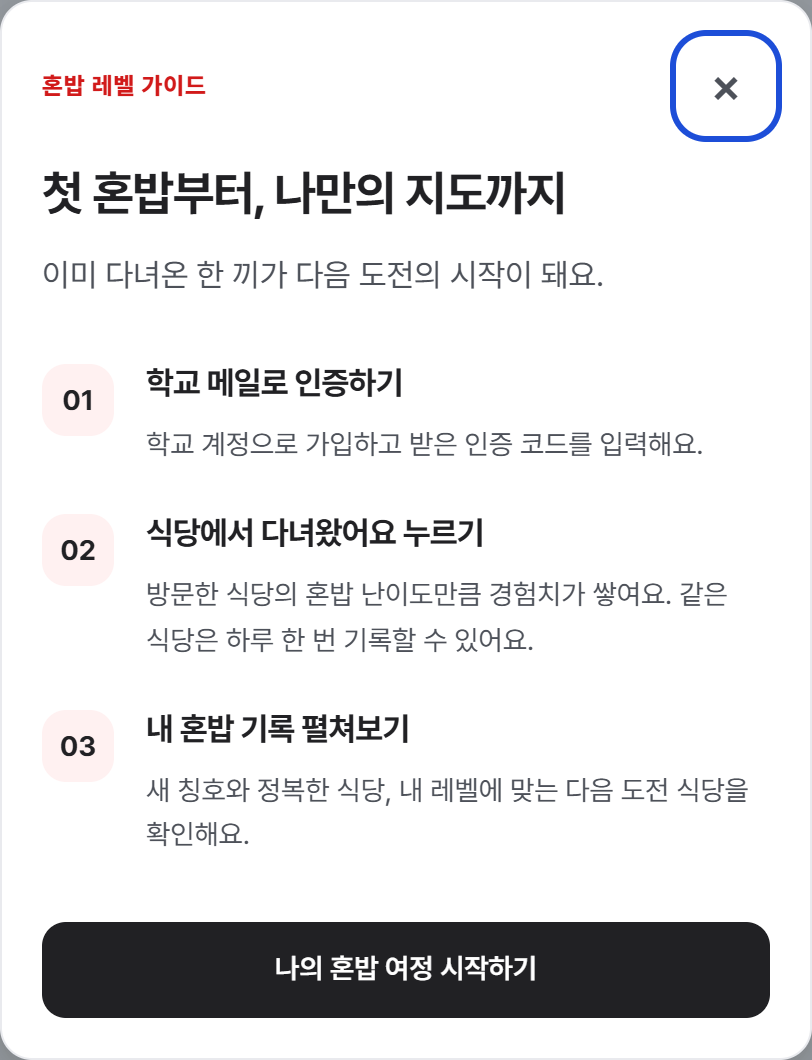 혼밥 레벨 가이드
×
첫 혼밥부터, 나만의 지도까지
이미 다녀온 한 끼가 다음 도전의 시작이 돼요.
01
학교 메일로 인증하기
학교 계정으로 가입하고 받은 인증 코드를 입력해요.
02
식당에서 다녀왔어요 누르기
방문한 식당의 혼밥 난이도만큼 경험치가 쌓여요. 같은
식당은 하루 한 번 기록할 수 있어요.
03
내 혼밥 기록 펼쳐보기
새 칭호와 정복한 식당, 내 레벨에 맞는 다음 도전 식당을
확인해요.
나의 혼밥 여정 시작하기